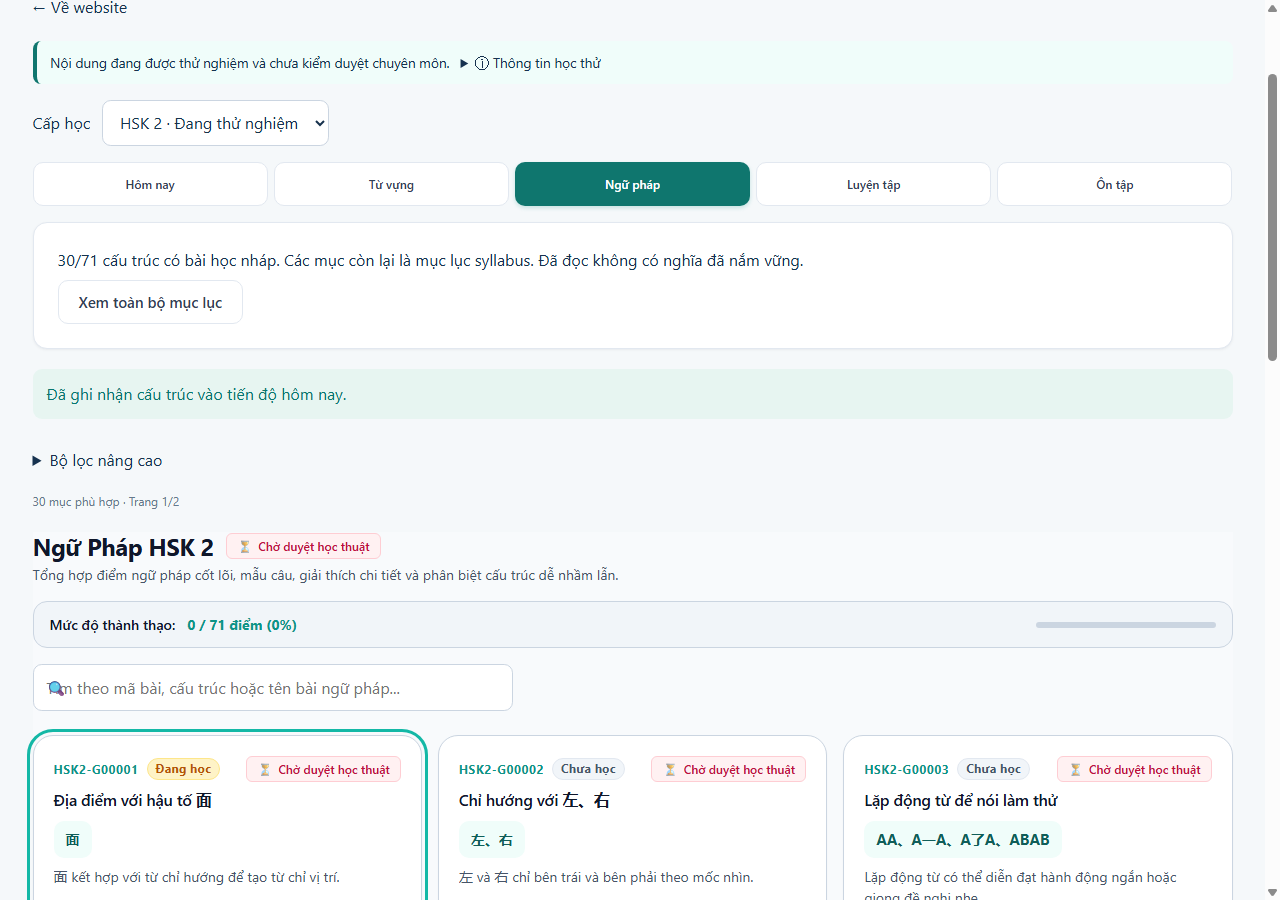 ← Về website
Nội dung đang được thử nghiệm và chưa kiểm duyệt chuyên môn. ▶ ⓘ Thông tin học thử
Cấp học HSK 2 · Đang thử nghiệm
Hôm nay Từ vựng Ngữ pháp Luyện tập Ôn tập
30/71 cấu trúc có bài học nháp. Các mục còn lại là mục lục syllabus. Đã đọc không có nghĩa đã nắm vững.
Xem toàn bộ mục lục
Đã ghi nhận cấu trúc vào tiến độ hôm nay.
▶ Bộ lọc nâng cao
30 mục phù hợp · Trang 1/2
Ngữ Pháp HSK 2 ⏳ Chờ duyệt học thuật
Tổng hợp điểm ngữ pháp cốt lõi, mẫu câu, giải thích chi tiết và phân biệt cấu trúc dễ nhầm lẫn.
Mức độ thành thạo: 0 / 71 điểm (0%)
theo mã bài, cấu trúc hoặc tên bài ngữ pháp...
HSK2-G00001 Đang học ⏳ Chờ duyệt học thuật
Địa điểm với hậu tố 面
面
面 kết hợp với từ chỉ hướng để tạo từ chỉ vị trí.
HSK2-G00002 Chưa học ⏳ Chờ duyệt học thuật
Chỉ hướng với 左、右
左、右
左 và 右 chỉ bên trái và bên phải theo mốc nhìn.
HSK2-G00003 Chưa học ⏳ Chờ duyệt học thuật
Lặp động từ để nói làm thử
AA、A一A、A了A、ABAB
Lặp động từ có thể diễn đạt hành động ngắn hoặc
giọng đề nghị nhẹ